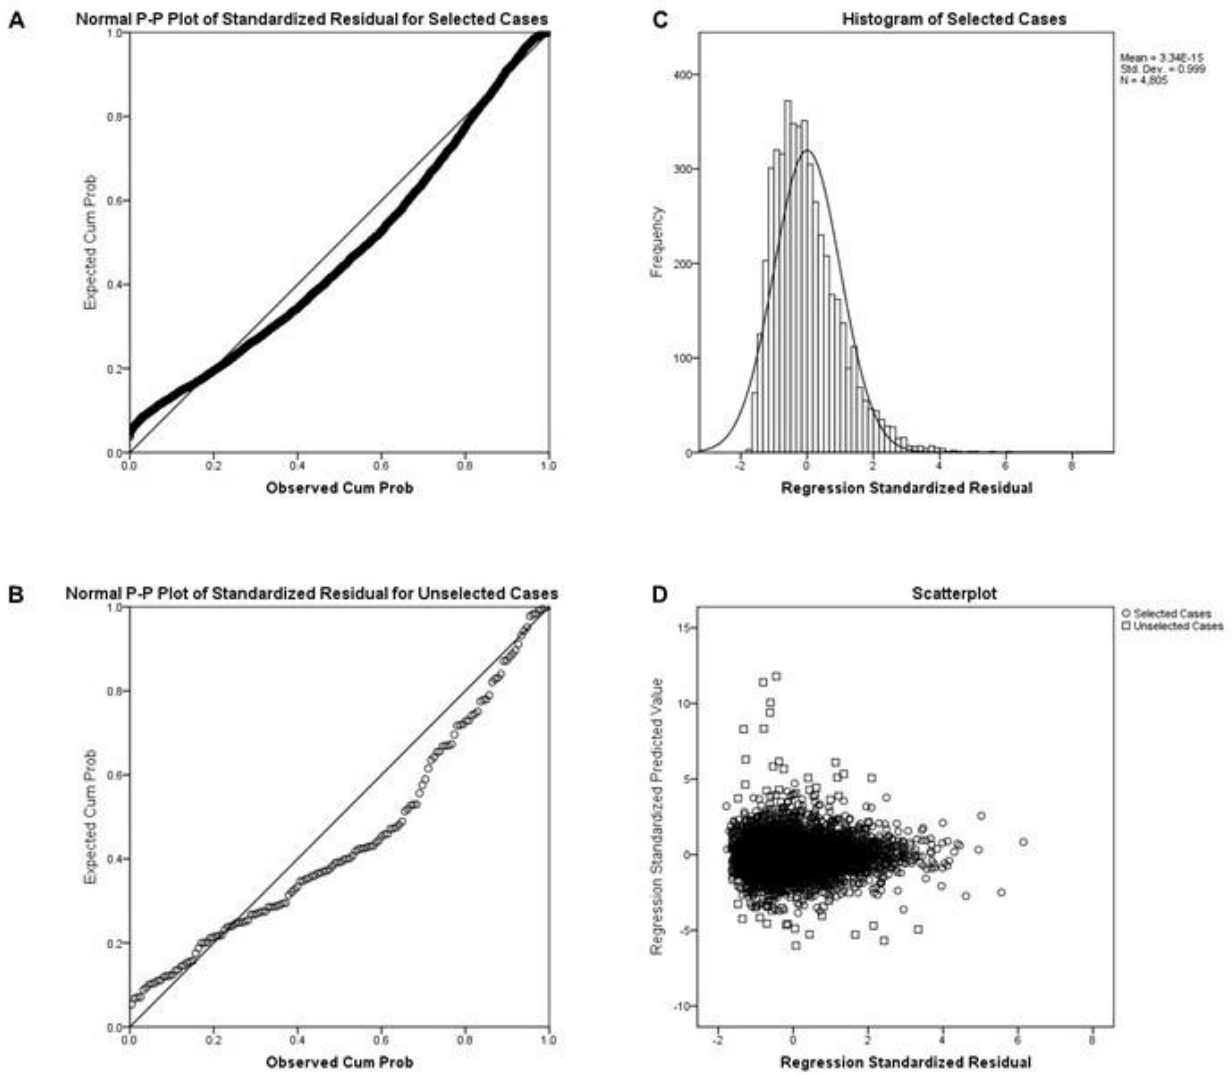 A
Normal P-P Plot of Standardized Residual for Selected Cases
1.0
0.8
0.6
0.4
0.2
0.0
Expected Cum Prob
0.0 0.2 0.4 0.6 0.8 1.0
Observed Cum Prob
C
Histogram of Selected Cases
Mean = 3.34E-15
Std. Dev. = 0.999
N = 4,805
400
300
200
100
0
Frequency
-2 0 2 4 6 8
Regression Standardized Residual
B
Normal P-P Plot of Standardized Residual for Unselected Cases
1.0
0.8
0.6
0.4
0.2
0.0
Expected Cum Prob
0.0 0.2 0.4 0.6 0.8 1.0
Observed Cum Prob
D
Scatterplot
Selected Cases
Unselected Cases
15
10
5
0
-5
-10
Regression Standardized Predicted Value
-2 0 2 4 6 8
Regression Standardized Residual